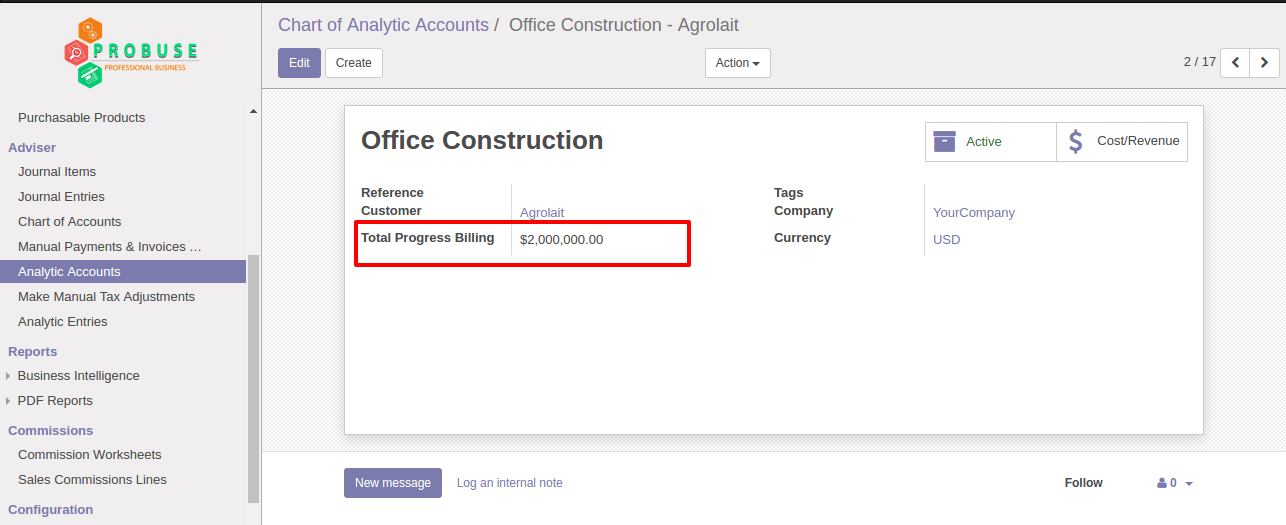 PROBUSE
PROFESSIONAL BUSINESS
Purchasable Products
Adviser
Journal Items
Journal Entries
Chart of Accounts
Manual Payments & Invoices ...
Analytic Accounts
Make Manual Tax Adjustments
Analytic Entries
Reports
Business Intelligence
PDF Reports
Commissions
Commission Worksheets
Sales Commissions Lines
Configuration
Chart of Analytic Accounts / Office Construction - Agrolait
Edit Create Action 2 / 17
Office Construction
Active Cost/Revenue
Reference
Customer Agrolait
Total Progress Billing $2,000,000.00
Tags
Company YourCompany
Currency USD
New message Log an internal note Follow 0